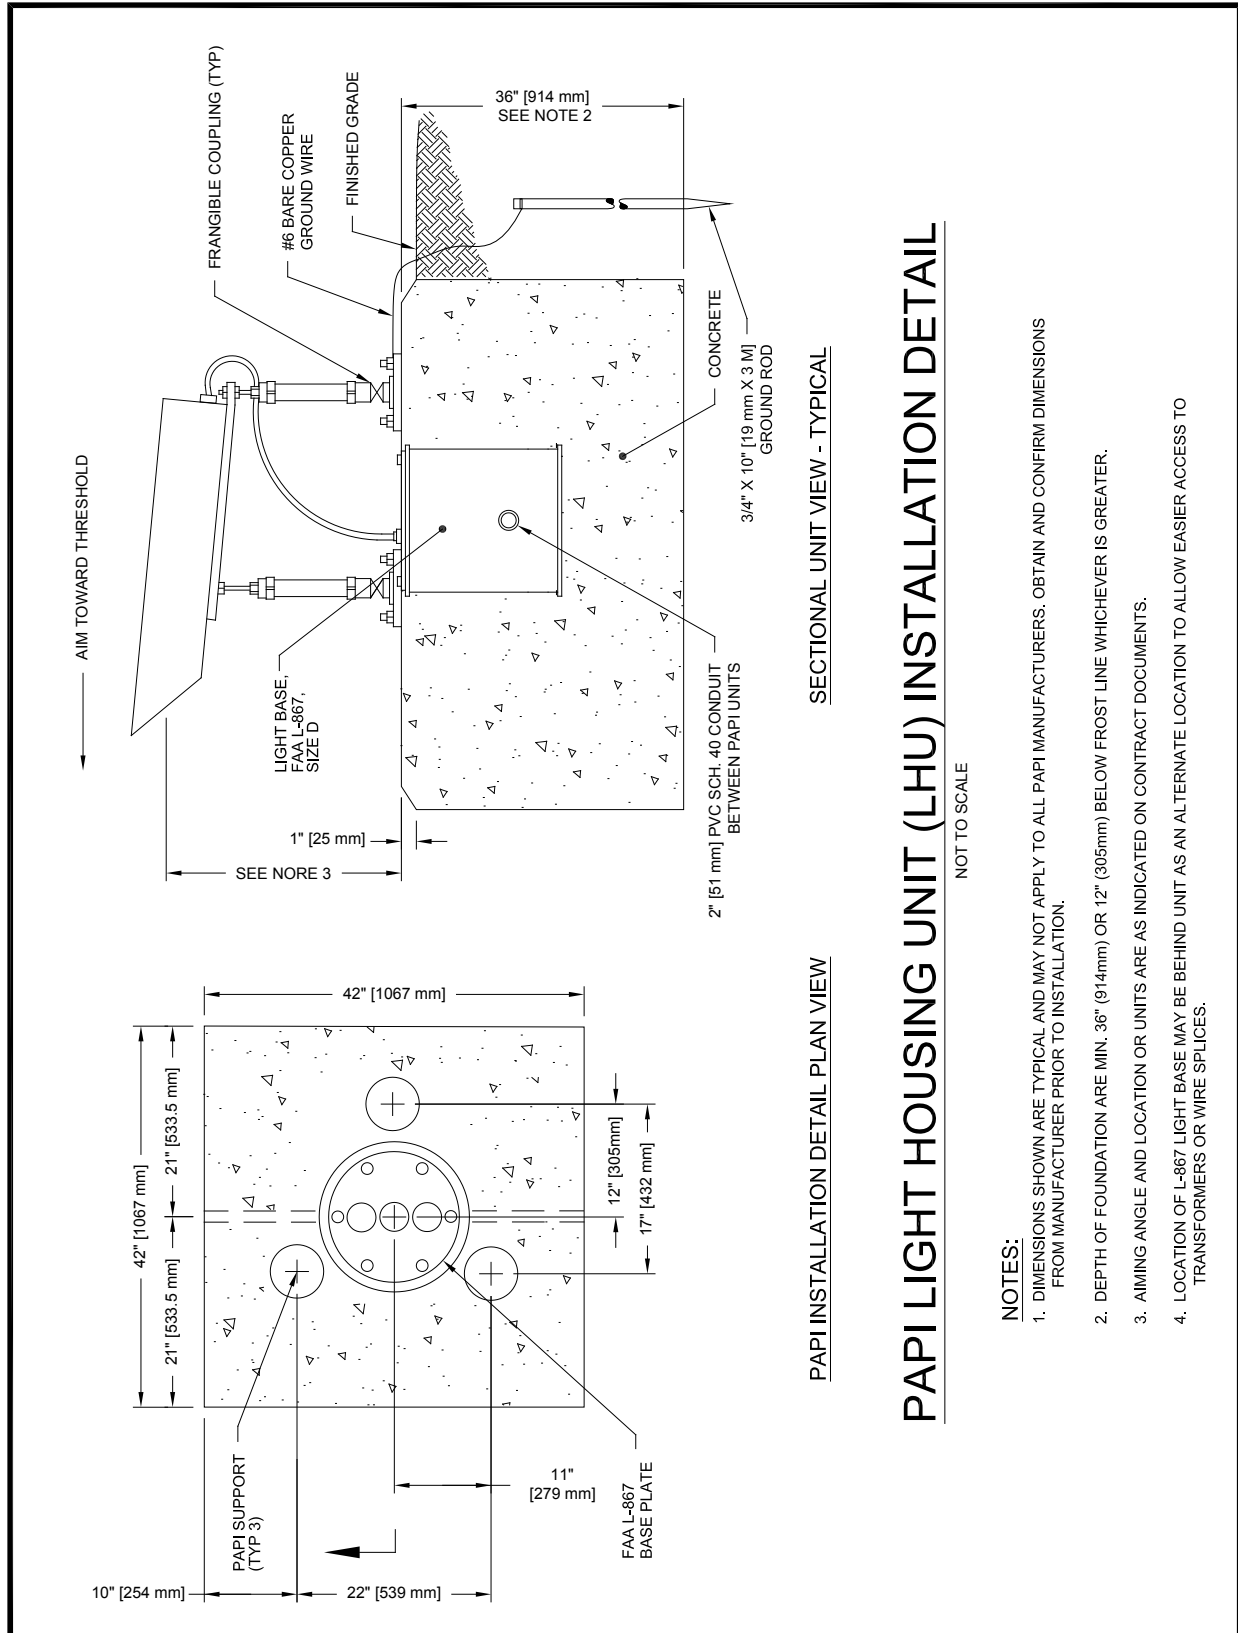 AIM TOWARD THRESHOLD
FRANGIBLE COUPLING (TYP)
#6 BARE COPPER
GROUND WIRE
FINISHED GRADE
36" [914 mm]
SEE NOTE 2
LIGHT BASE,
FAA L-867,
SIZE D
1" [25 mm]
SEE NORE 3
2" [51 mm] PVC SCH. 40 CONDUIT
BETWEEN PAPI UNITS
CONCRETE
3/4" X 10" [19 mm X 3 M]
GROUND ROD
SECTIONAL UNIT VIEW - TYPICAL
42" [1067 mm]
42" [1067 mm]
21" [533.5 mm]
21" [533.5 mm]
12" [305mm]
17" [432 mm]
PAPI SUPPORT
(TYP 3)
11"
[279 mm]
FAA L-867
BASE PLATE
10" [254 mm]
22" [539 mm]
PAPI INSTALLATION DETAIL PLAN VIEW
PAPI LIGHT HOUSING UNIT (LHU) INSTALLATION DETAIL
NOT TO SCALE
NOTES:
1. DIMENSIONS SHOWN ARE TYPICAL AND MAY NOT APPLY TO ALL PAPI MANUFACTURERS. OBTAIN AND CONFIRM DIMENSIONS
FROM MANUFACTURER PRIOR TO INSTALLATION.
2. DEPTH OF FOUNDATION ARE MIN. 36" (914mm) OR 12" (305mm) BELOW FROST LINE WHICHEVER IS GREATER.
3. AIMING ANGLE AND LOCATION OR UNITS ARE AS INDICATED ON CONTRACT DOCUMENTS.
4. LOCATION OF L-867 LIGHT BASE MAY BE BEHIND UNIT AS AN ALTERNATE LOCATION TO ALLOW EASIER ACCESS TO
TRANSFORMERS OR WIRE SPLICES.